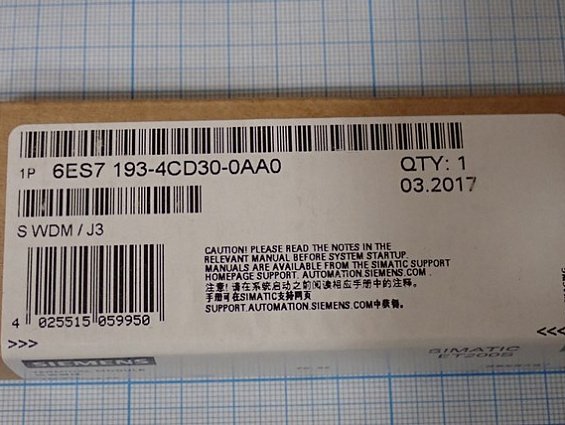 1P 6ES7 193-4CD30-0AA0
QTY: 1
03.2017
S WDM / J3
CAUTION! PLEASE READ THE NOTES IN THE
RELEVANT MANUAL BEFORE SYSTEM STARTUP
MANUALS ARE AVAILABLE FROM THE SIMATIC SUPPORT
HOMEPAGE SUPPORT. AUTOMATION.SIEMENS.COM .
注意! 请在系统启动之前阅读相应手册中的注释。
手册可在SIMATIC支持网页
SUPPORT.AUTOMATION.SIEMENS.COM中获得。
4 025515 059950
>>>
<<<
SIEMENS
SIMATIC
ET200S